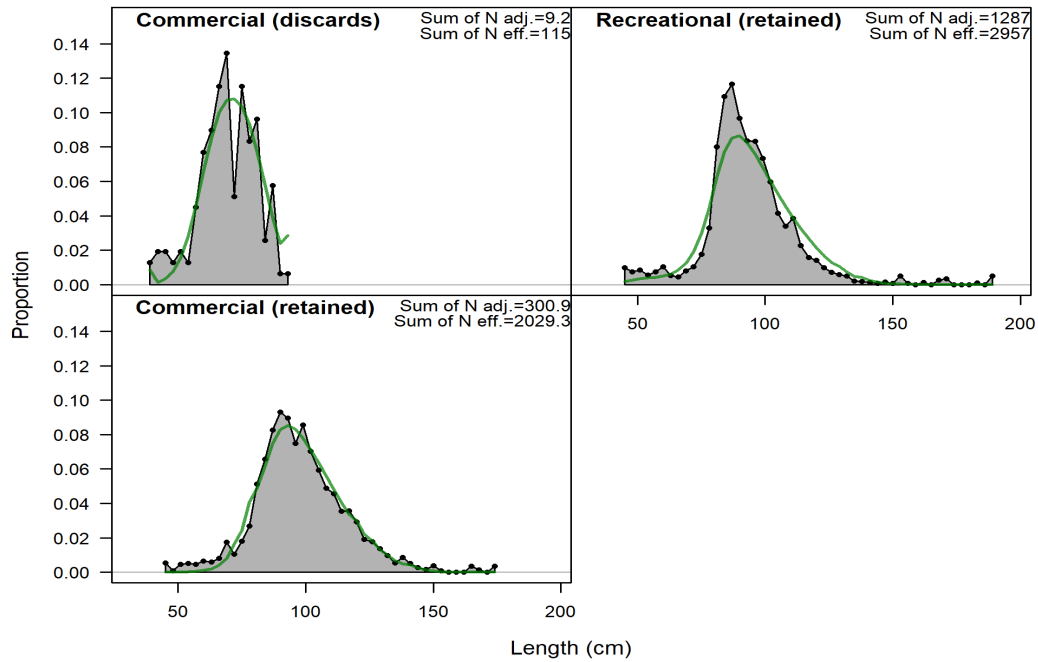 Commercial (discards)
Sum of N adj.=9.2
Sum of N eff.=115
Recreational (retained)
Sum of N adj.=1287
Sum of N eff.=2957
0.14
0.12
0.10
0.08
0.06
0.04
0.02
0.00
50
100
150
200
Commercial (retained)
Sum of N adj.=300.9
Sum of N eff.=2029.3
0.14
0.12
0.10
0.08
0.06
0.04
0.02
0.00
50
100
150
200
Proportion
Length (cm)